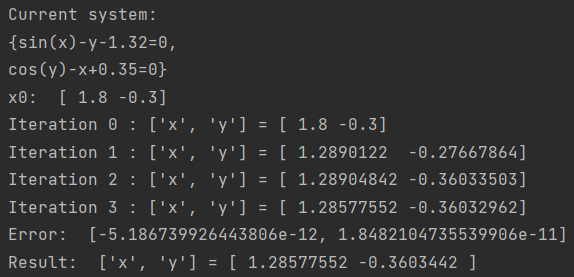 Current system:
{sin(x)-y-1.32=0,
cos(y)-x+0.35=0}
x0:  [ 1.8 -0.3]
Iteration 0 : ['x', 'y'] = [ 1.8 -0.3]
Iteration 1 : ['x', 'y'] = [ 1.2890122  -0.27667864]
Iteration 2 : ['x', 'y'] = [ 1.28904842 -0.36033503]
Iteration 3 : ['x', 'y'] = [ 1.28577552 -0.36032962]
Error:  [-5.186739926443806e-12, 1.8482104735539906e-11]
Result:  ['x', 'y'] = [ 1.28577552 -0.3603442 ]